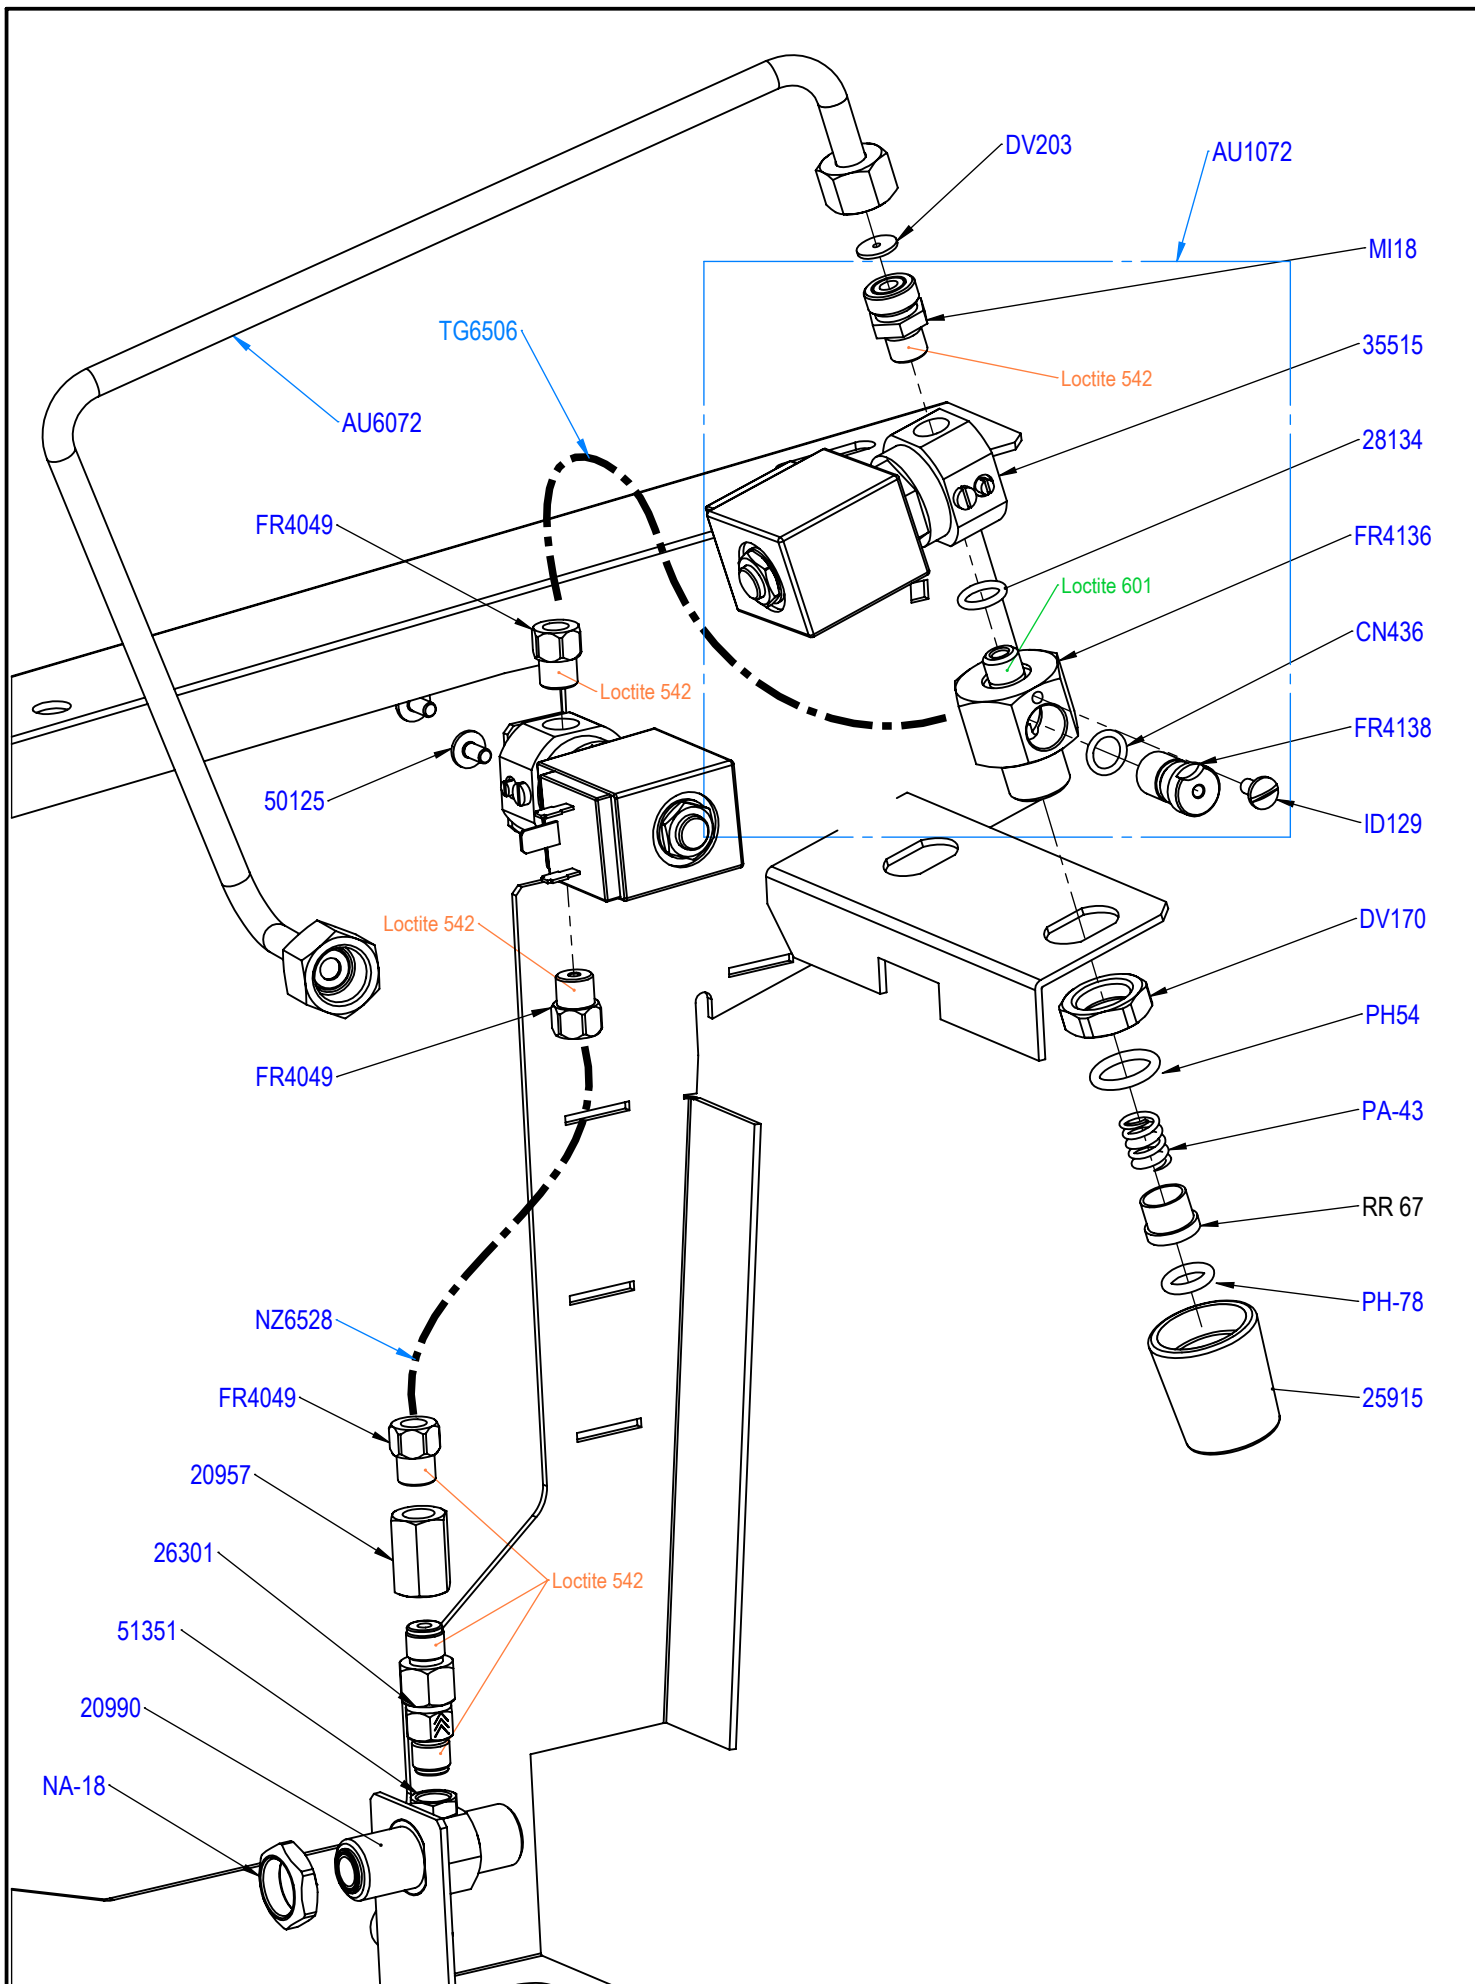 DV203
AU1072
MI18
TG6506
35515
Loctite 542
AU6072
28134
FR4049
FR4136
Loctite 601
CN436
Loctite 542
FR4138
50125
ID129
DV170
Loctite 542
PH54
FR4049
PA-43
RR 67
PH-78
NZ6528
25915
FR4049
20957
26301
Loctite 542
51351
20990
NA-18